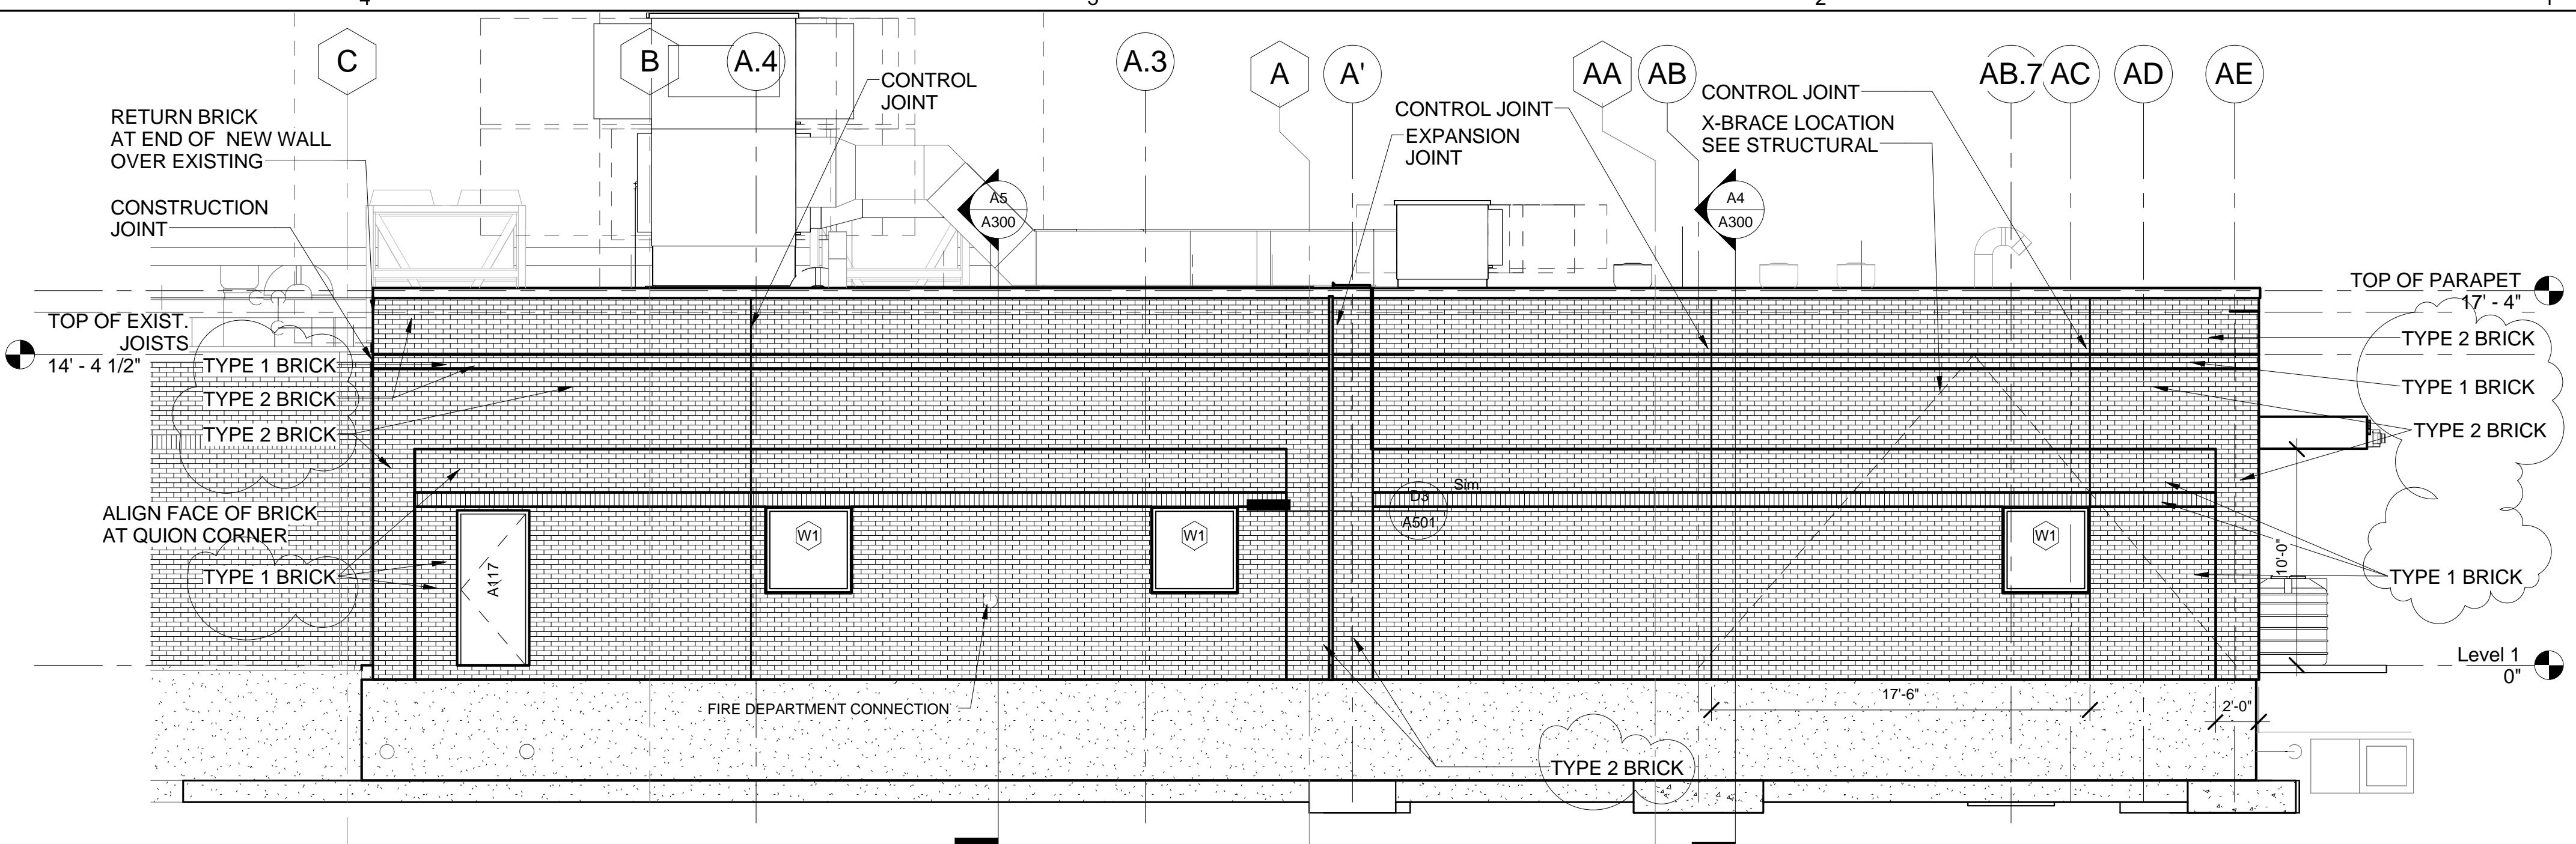 C
B
A.4
A.3
A
A'
AA
AB
AB.7
AC
AD
AE
CONTROL
JOINT
RETURN BRICK
AT END OF NEW WALL
OVER EXISTING
CONTROL JOINT
EXPANSION
JOINT
CONTROL JOINT
X-BRACE LOCATION
SEE STRUCTURAL
CONSTRUCTION
JOINT
A5
A300
A4
A300
TOP OF PARAPET
17' - 4"
TOP OF EXIST.
JOISTS
14' - 4 1/2"
TYPE 1 BRICK
TYPE 2 BRICK
TYPE 2 BRICK
TYPE 2 BRICK
TYPE 1 BRICK
TYPE 2 BRICK
ALIGN FACE OF BRICK
AT QUION CORNER
TYPE 1 BRICK
A117
W1
W1
Sim
D3
A501
W1
10'-0"
TYPE 1 BRICK
Level 1
0"
FIRE DEPARTMENT CONNECTION
17'-6"
2'-0"
TYPE 2 BRICK